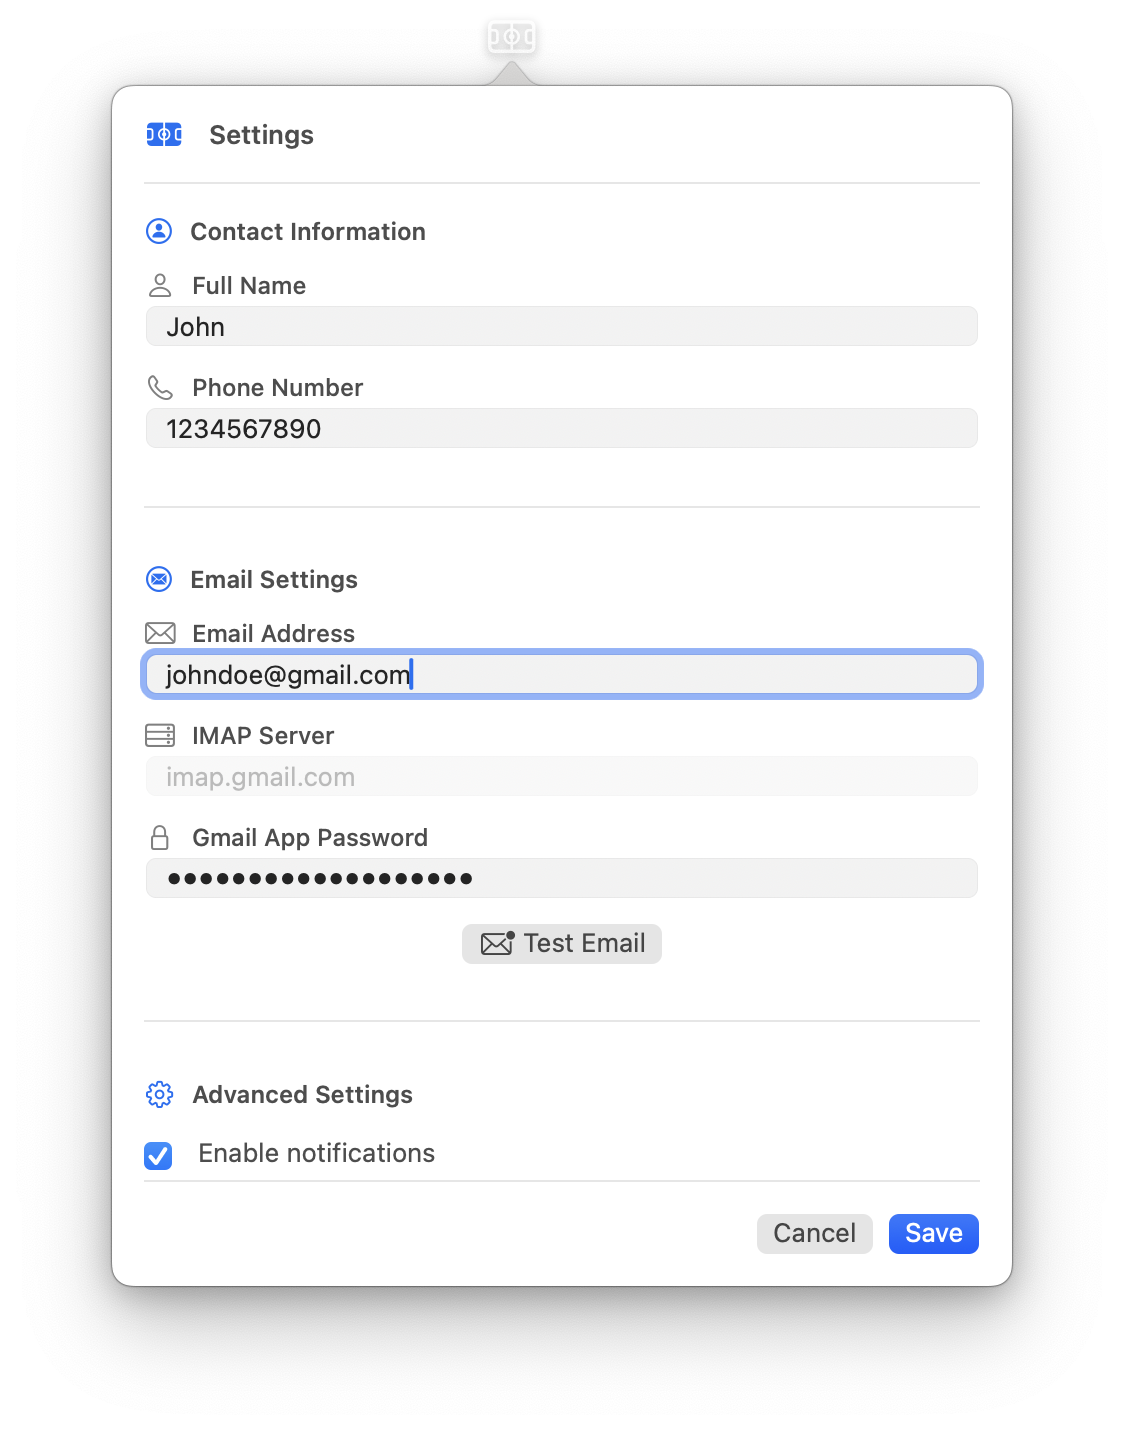 Settings
Contact Information
Full Name
John
Phone Number
1234567890
Email Settings
Email Address
johndoe@gmail.com
IMAP Server
imap.gmail.com
Gmail App Password
●●●●●●●●●●●●●●●●●●●
Test Email
Advanced Settings
Enable notifications
Cancel
Save